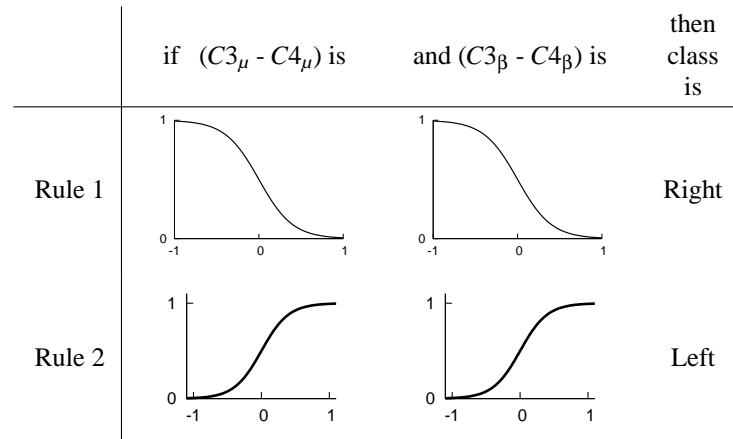 if (C3μ - C4μ) is and (C3β - C4β) is then class is
Rule 1 1 0 -1 0 1 1 0 -1 0 1 Right
Rule 2 1 0 -1 0 1 1 0 -1 0 1 Left